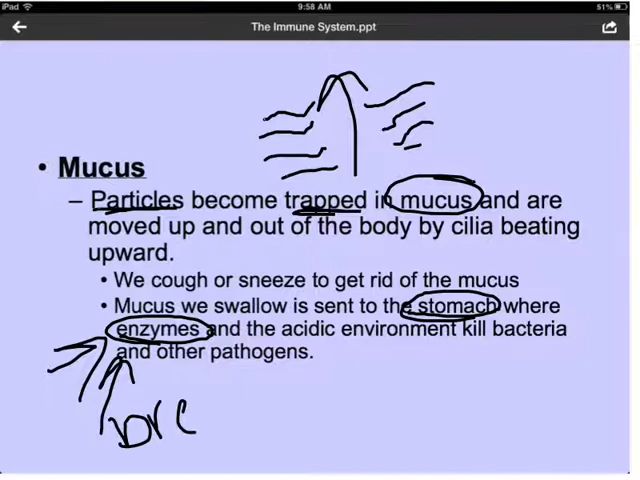 iPad 9:58 AM 51%
The Immune System.ppt
• Mucus
– Particles become trapped in mucus and are
moved up and out of the body by cilia beating
upward.
• We cough or sneeze to get rid of the mucus
• Mucus we swallow is sent to the stomach where
enzymes and the acidic environment kill bacteria
and other pathogens.